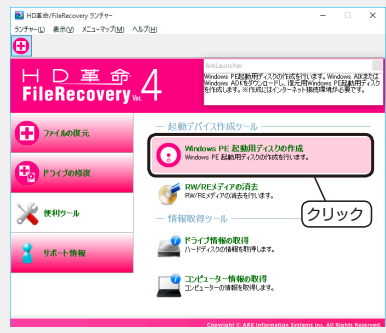 HD革命/FileRecovery ランチャー
ランチャー(L) 表示(V) メニューマップ(M) ヘルプ(H)
HD革命
FileRecovery Ver.4
ArkLauncher
Windows PE起動用ディスクの作成を行います。Windows AIKまたは
Windows ADKをダウンロードし、復元用Windows PE起動用ディスク
を作成します。※作成にはインターネット接続環境が必要です。
ファイルの復元
ドライブの修復
便利ツール
サポート情報
起動デバイス作成ツール
Windows PE 起動用ディスクの作成
Windows PE 起動用ディスクの作成を行います。
RW/REメディアの消去
RW/REメディアの消去を行います。
クリック
情報取得ツール
ドライブ情報の取得
ハードディスクの情報を取得します。
コンピューター情報の取得
コンピューターの情報を取得します。
Copyright © ARK Information Systems Inc. All Rights Reserved.